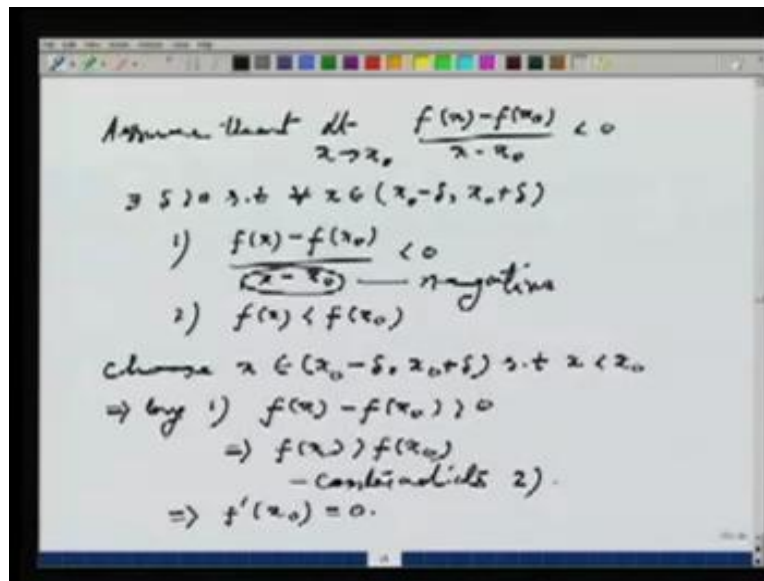 Assume that lt f(x)-f(x₀) / x-x₀ < 0
x→x₀
∃ δ>0 s.t ∀ x∈(x₀-δ, x₀+δ)
1) f(x)-f(x₀) / x-x₀ < 0 — negative
2) f(x) < f(x₀)
choose x ∈ (x₀-δ, x₀+δ) s.t x < x₀
⇒ by 1) f(x) - f(x₀) > 0
⇒ f(x) > f(x₀)
- contradicts 2).
⇒ f'(x₀) = 0.